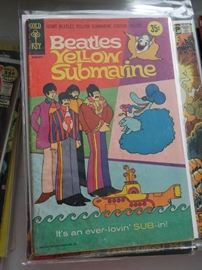 GOLD
KEY
35¢
Beatles
Yellow
Submarine
It's an ever-lovin' SUB-in!